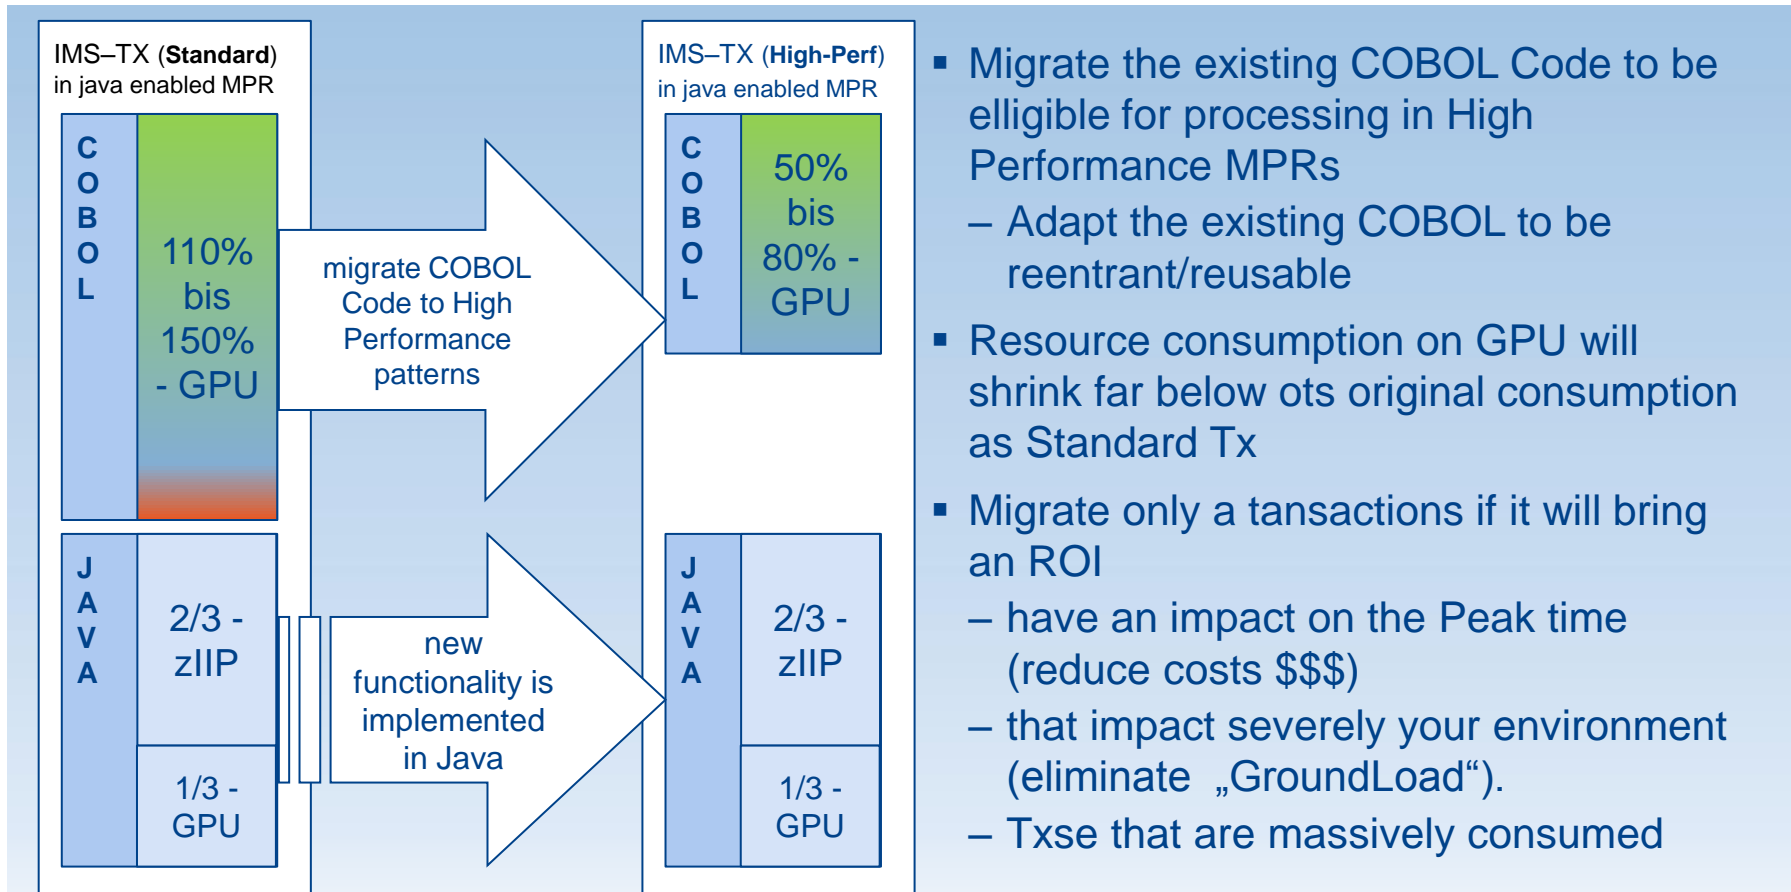 IMS–TX (Standard)
in java enabled MPR
C
O
B
O
L
110%
bis
150%
- GPU
J
A
V
A
2/3 -
zIIP
1/3 -
GPU
migrate COBOL
Code to High
Performance
patterns
new
functionality is
implemented
in Java
IMS–TX (High-Perf)
in java enabled MPR
C
O
B
O
L
50%
bis
80% -
GPU
J
A
V
A
2/3 -
zIIP
1/3 -
GPU
▪ Migrate the existing COBOL Code to be
elligible for processing in High
Performance MPRs
– Adapt the existing COBOL to be
reentrant/reusable
▪ Resource consumption on GPU will
shrink far below ots original consumption
as Standard Tx
▪ Migrate only a tansactions if it will bring
an ROI
– have an impact on the Peak time
(reduce costs $$$)
– that impact severely your environment
(eliminate „GroundLoad“).
– Txse that are massively consumed